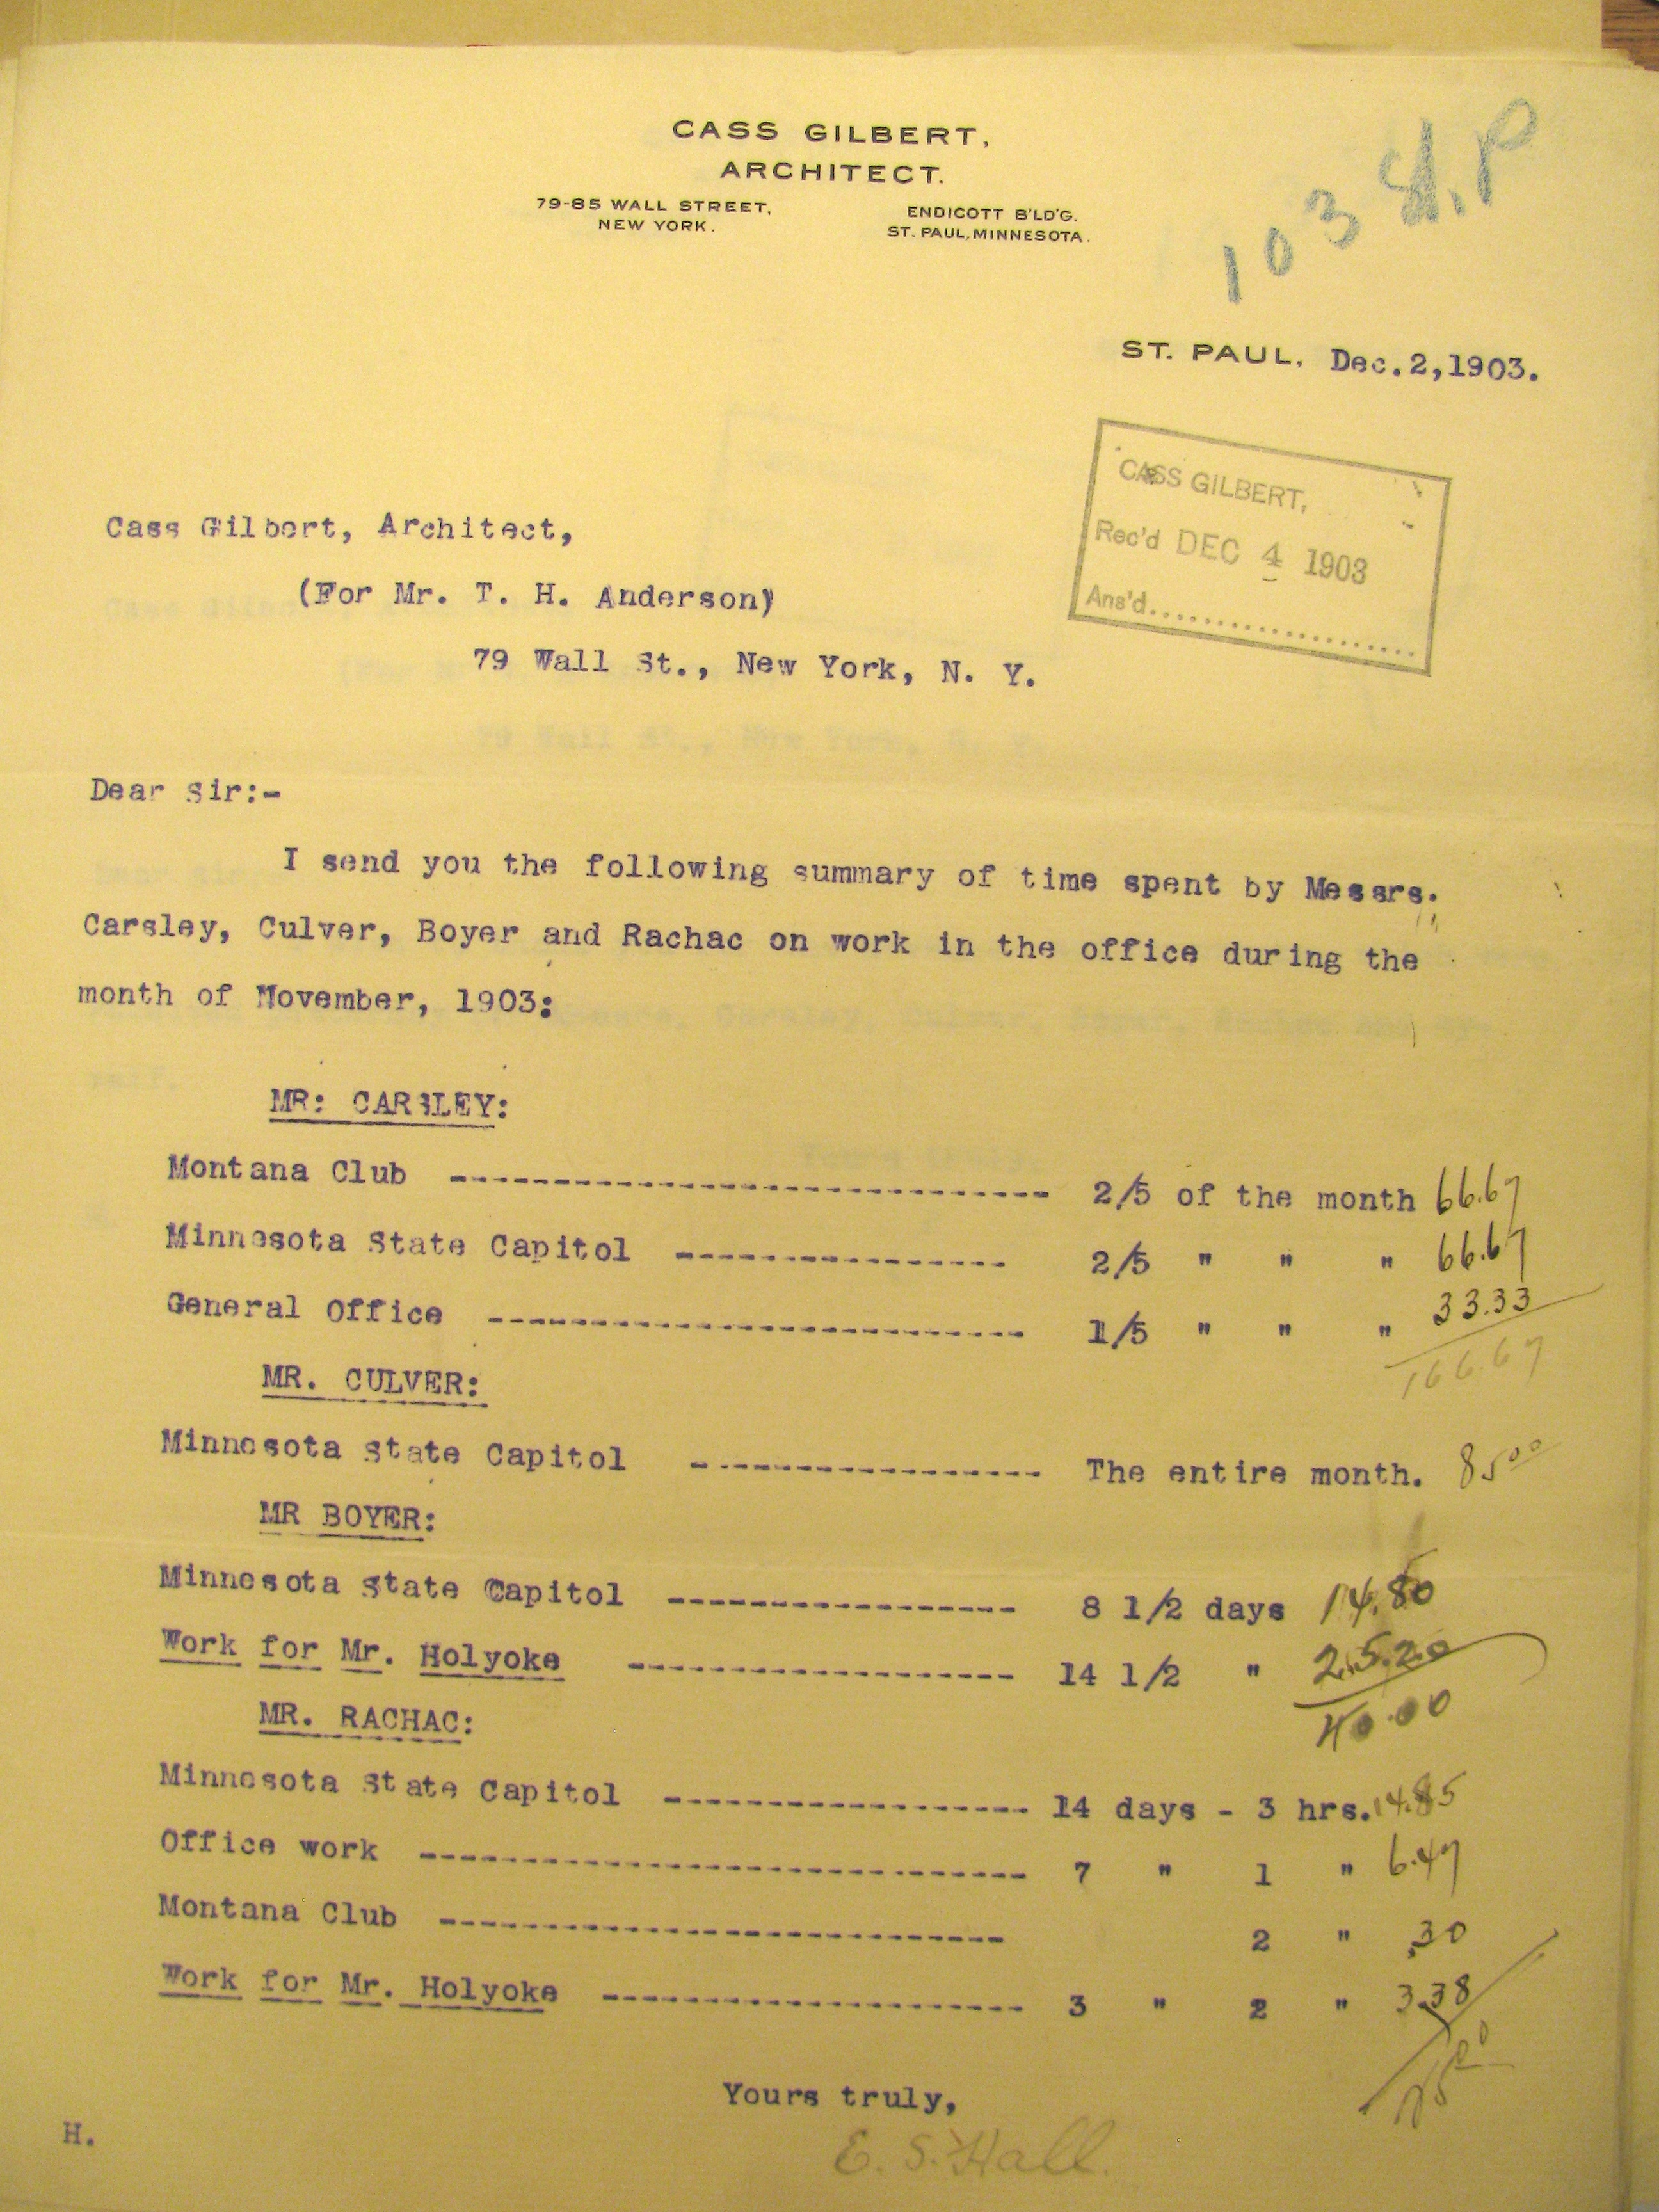 CASS GILBERT,
ARCHITECT.
79-85 WALL STREET,
NEW YORK.
ENDICOTT B'LD'G.
ST. PAUL, MINNESOTA.
103 St. P
ST. PAUL, Dec.2,1903.
CASS GILBERT,
Rec'd DEC 4 1903
Ans'd....................
Cass Gilbert, Architect,
(For Mr. T. H. Anderson)
79 Wall St., New York, N. Y.
Dear Sir:-
I send you the following summary of time spent by Messrs.
Carsley, Culver, Boyer and Rachac on work in the office during the
month of November, 1903:
MR: CARSLEY:
Montana Club ----------------------------- 2/5 of the month 66.67
Minnesota State Capitol ---------------- 2/5 " " " 66.67
General Office -------------------------- 1/5 " " " 33.33
166.67
MR. CULVER:
Minnesota State Capitol ----------------- The entire month. 85.00
MR BOYER:
Minnesota State Capitol ----------------- 8 1/2 days 14.80
Work for Mr. Holyoke ------------------- 14 1/2 " 25.20
40.00
MR. RACHAC:
Minnesota State Capitol ------------------ 14 days - 3 hrs. 14.85
Office work ----------------------------- 7 " 1 " 6.47
Montana Club --------------------------- 2 " .30
Work for Mr. Holyoke -------------------- 3 " 2 " 3.38
Yours truly,
E. S. Hall.
H.